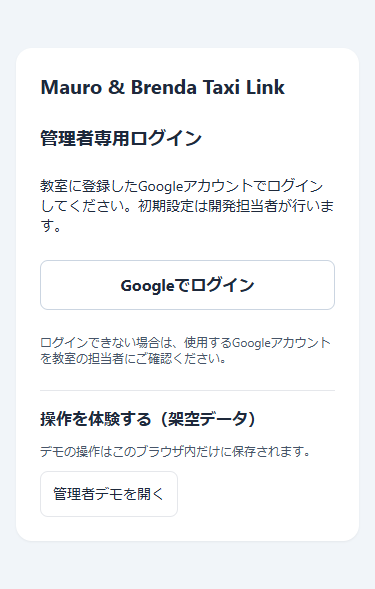 Mauro & Brenda Taxi Link
管理者専用ログイン
教室に登録したGoogleアカウントでログイン
してください。初期設定は開発担当者が行いま
す。
Googleでログイン
ログインできない場合は、使用するGoogleアカウント
を教室の担当者にご確認ください。
操作を体験する（架空データ）
デモの操作はこのブラウザ内だけに保存されます。
管理者デモを開く